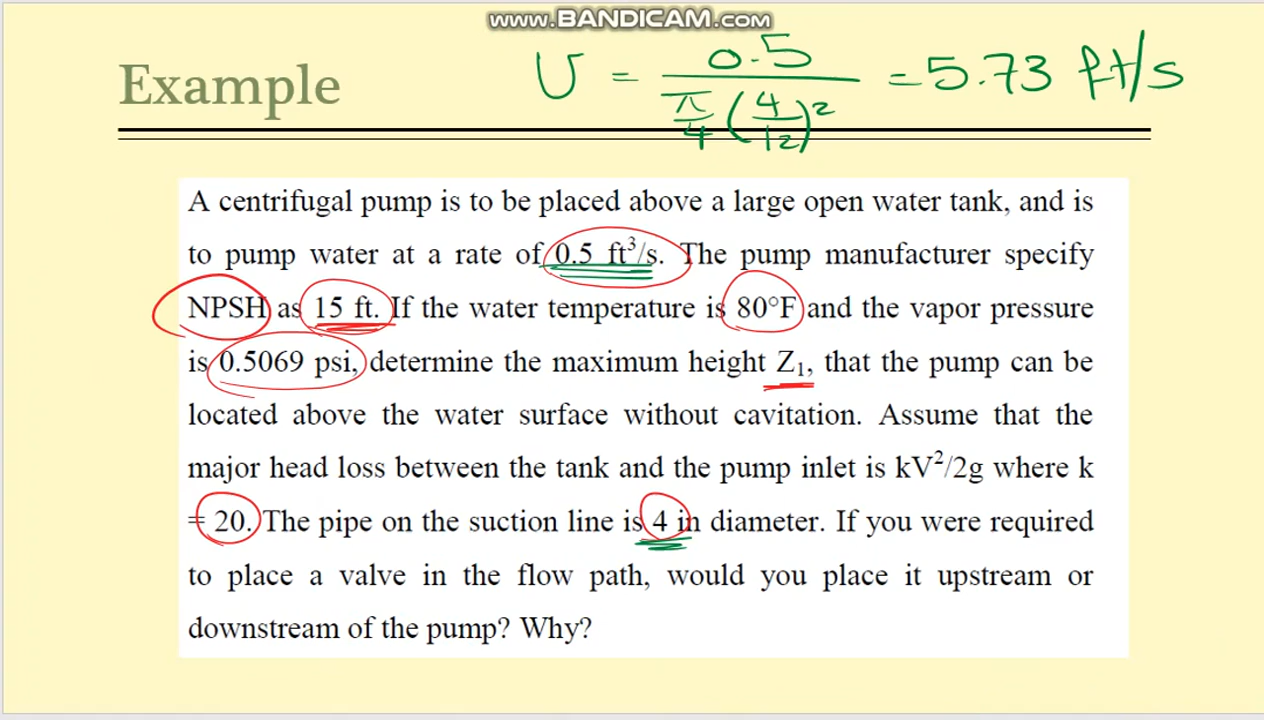 www.BANDICAM.com
Example
U = 0.5 / π/4 (4/12)² = 5.73 ft/s
A centrifugal pump is to be placed above a large open water tank, and is
to pump water at a rate of 0.5 ft³/s. The pump manufacturer specify
NPSH as 15 ft. If the water temperature is 80°F and the vapor pressure
is 0.5069 psi, determine the maximum height Z₁, that the pump can be
located above the water surface without cavitation. Assume that the
major head loss between the tank and the pump inlet is kV²/2g where k
= 20. The pipe on the suction line is 4 in diameter. If you were required
to place a valve in the flow path, would you place it upstream or
downstream of the pump? Why?